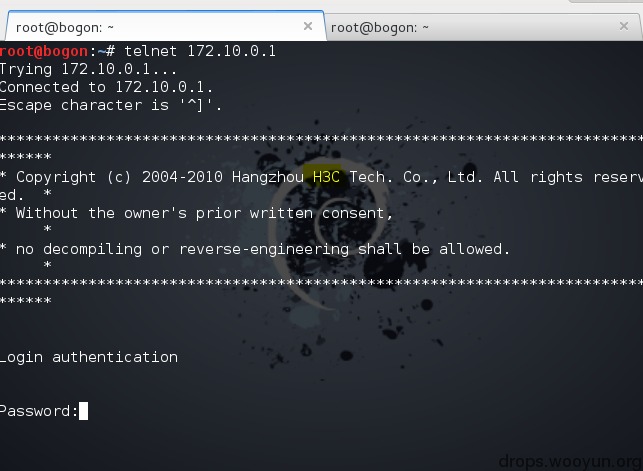 root@bogon: ~
root@bogon: ~
root@bogon:~# telnet 172.10.0.1
Trying 172.10.0.1...
Connected to 172.10.0.1.
Escape character is '^]'.
*************************************************************************
******
* Copyright (c) 2004-2010 Hangzhou H3C Tech. Co., Ltd. All rights reserv
ed.  *
* Without the owner's prior written consent,
*
* no decompiling or reverse-engineering shall be allowed.
*
*************************************************************************
******
Login authentication
Password:
drops.wooyun.org